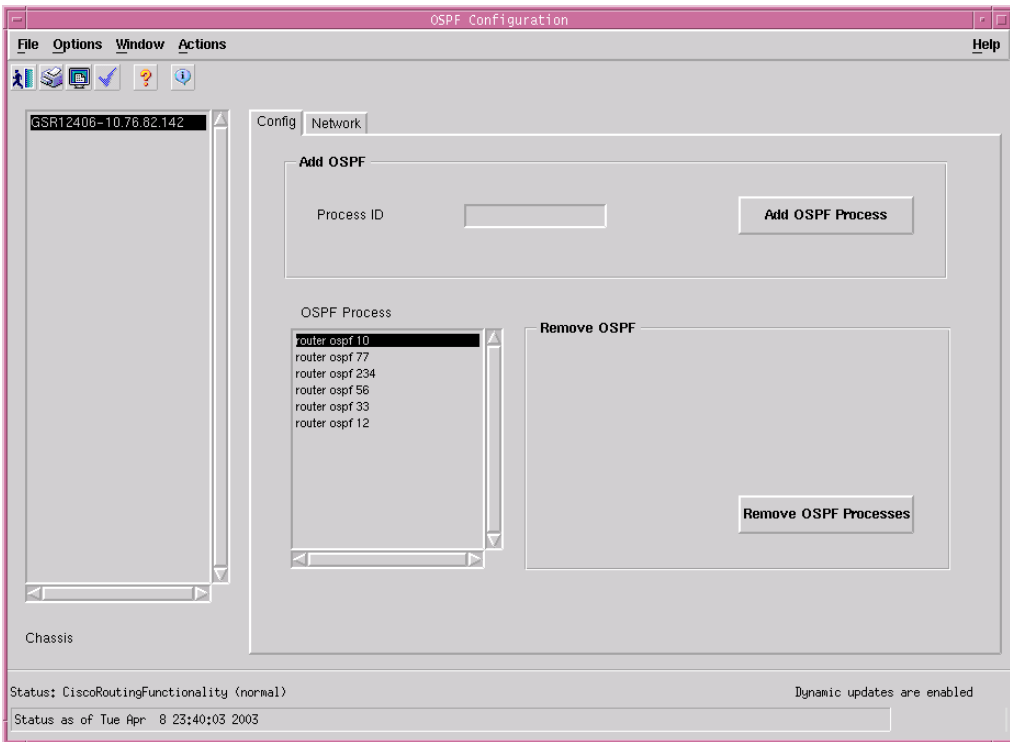 OSPF Configuration
File Options Window Actions Help
GSR12406-10.76.82.142
Config Network
Add OSPF
Process ID
Add OSPF Process
OSPF Process
router ospf 10
router ospf 77
router ospf 234
router ospf 56
router ospf 33
router ospf 12
Remove OSPF
Remove OSPF Processes
Chassis
Status: CiscoRoutingFunctionality (normal) Dynamic updates are enabled
Status as of Tue Apr 8 23:40:03 2003